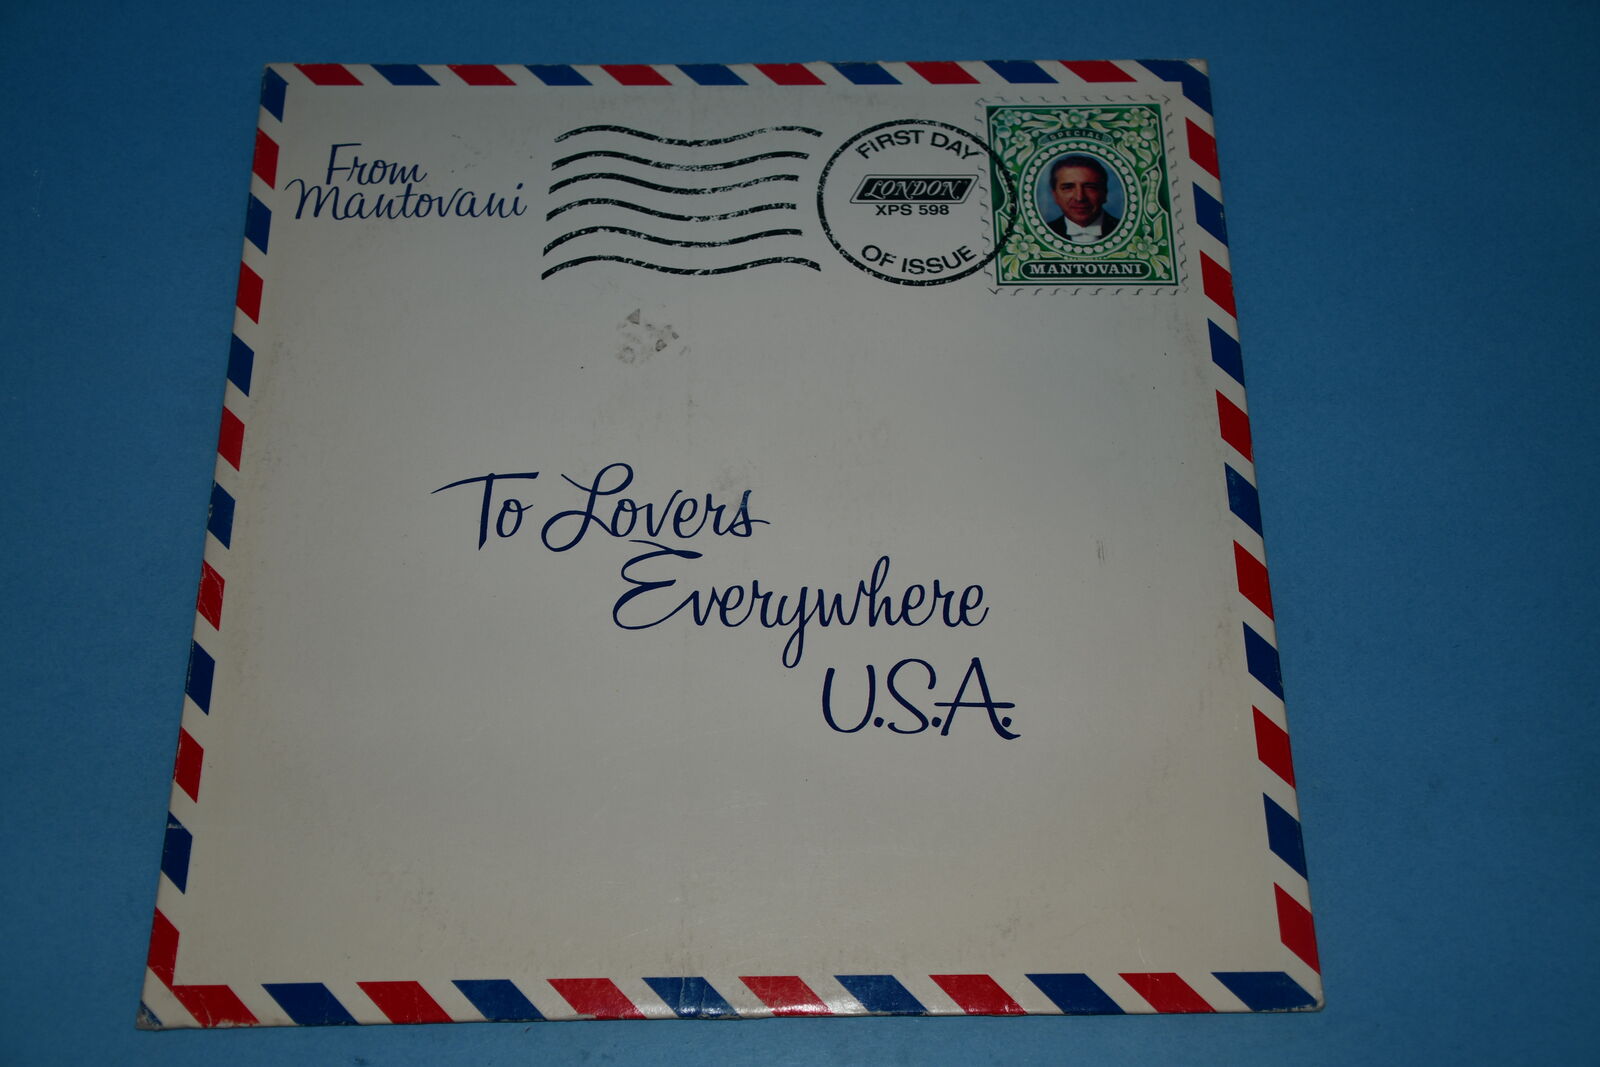 From
Mantovani
FIRST DAY
LONDON
XPS 598
OF ISSUE
SPECIAL
MANTOVANI
To Lovers
Everywhere
U.S.A.